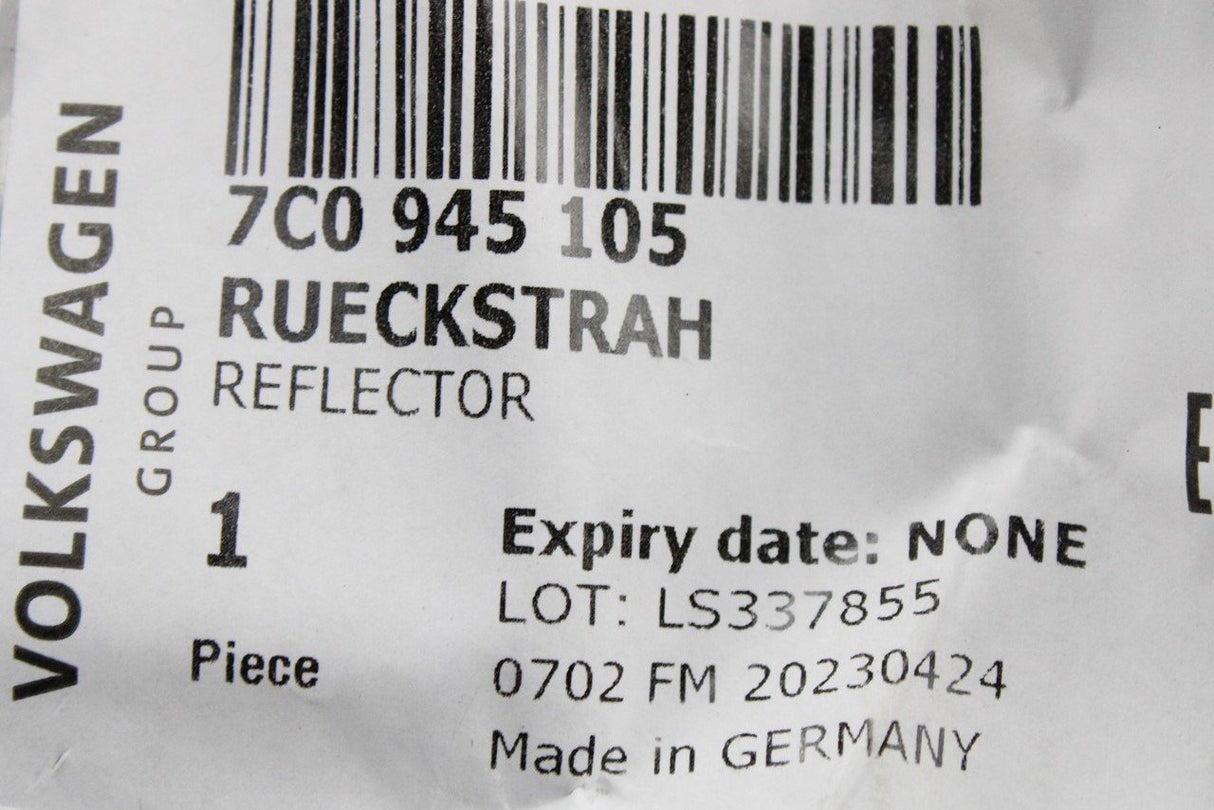 VOLKSWAGEN
GROUP
7C0 945 105
RUECKSTRAH
REFLECTOR
1
Piece
Expiry date: NONE
LOT: LS337855
0702 FM 20230424
Made in GERMANY